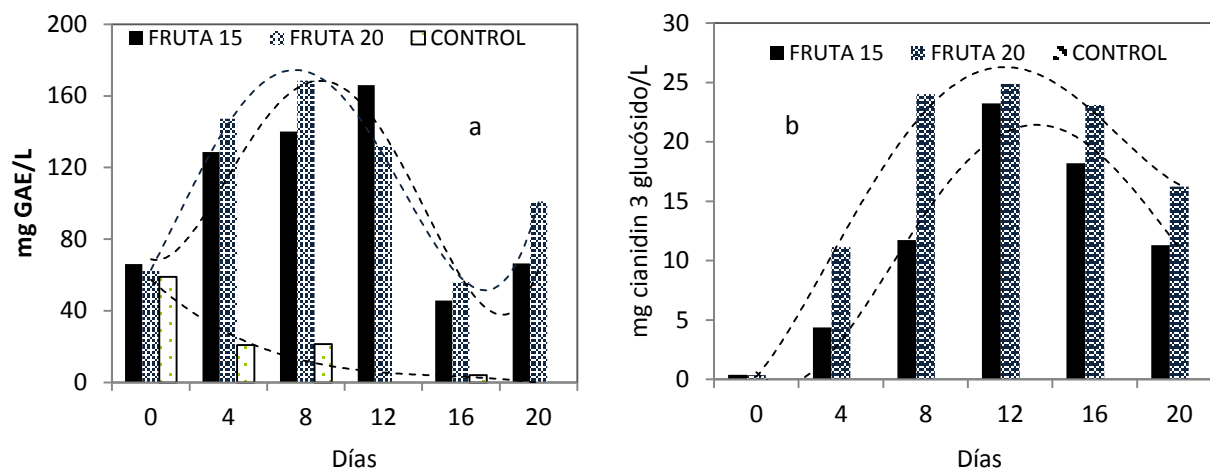 FRUTA 15 FRUTA 20 CONTROL
a
mg GAE/L
200
160
120
80
40
0
0 4 8 12 16 20
Días
FRUTA 15 FRUTA 20 CONTROL
b
mg cianidin 3 glucósido/L
30
25
20
15
10
5
0
0 4 8 12 16 20
Días